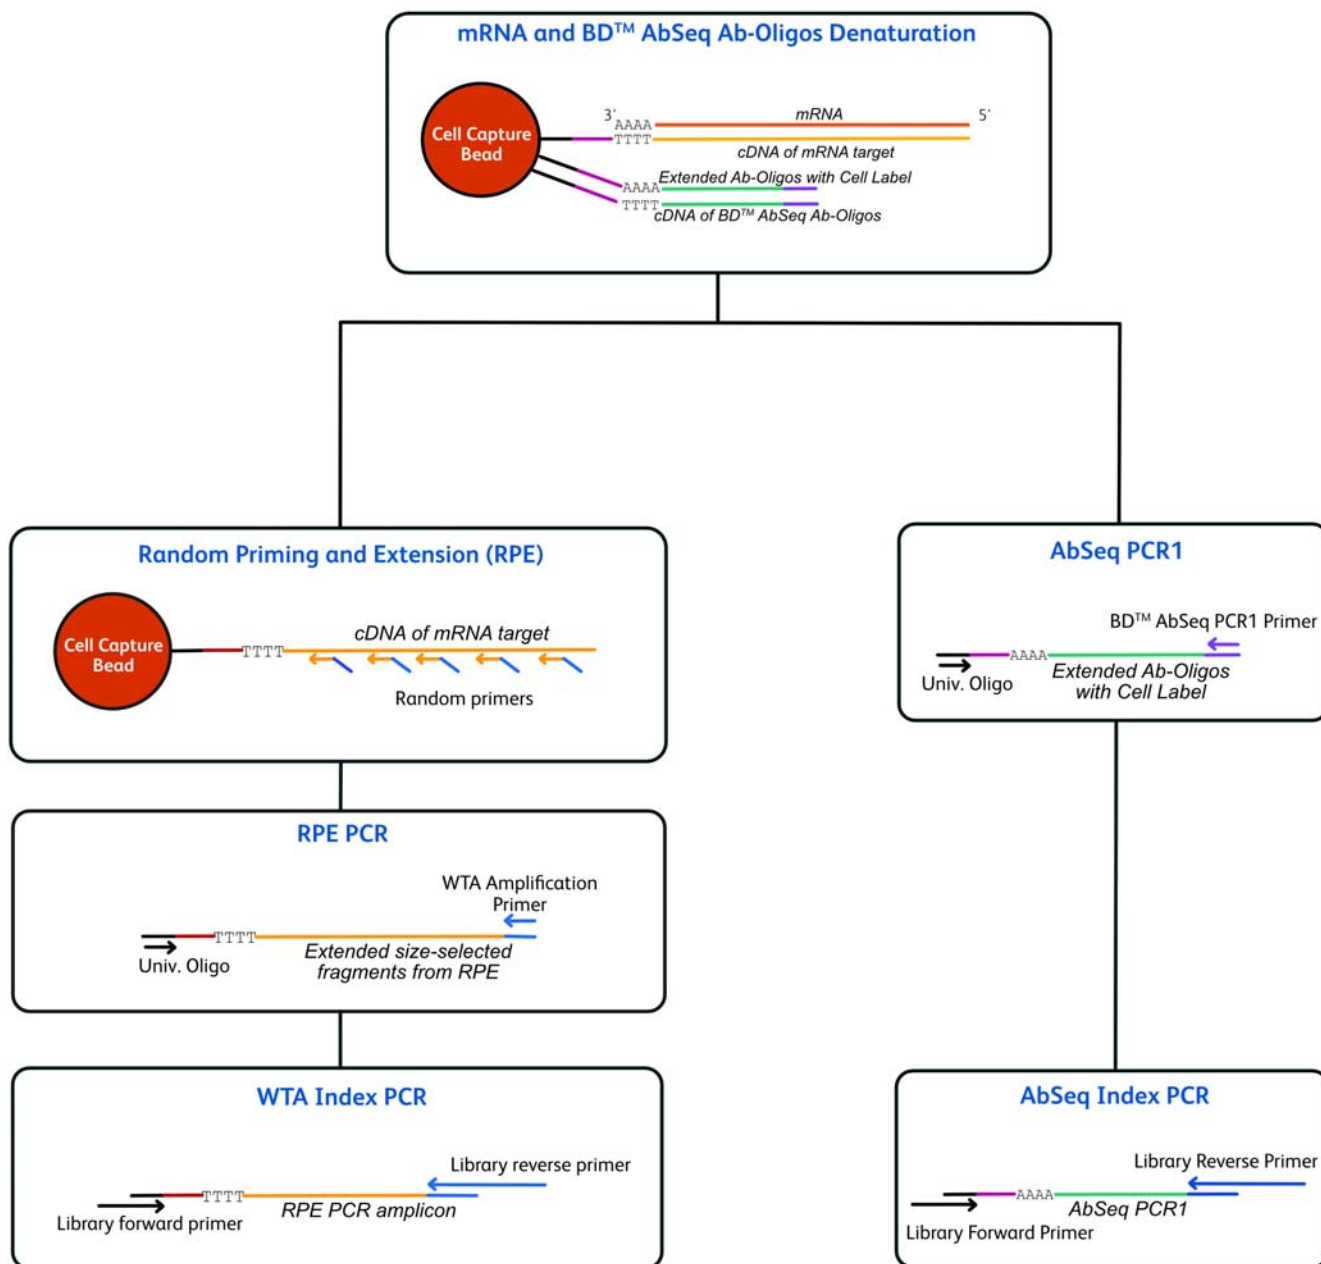 mRNA and BD™ AbSeq Ab-Oligos Denaturation
Cell Capture
Bead
3'
5'
AAAA
mRNA
TTTT
cDNA of mRNA target
Extended Ab-Oligos with Cell Label
AAAA
TTTT
cDNA of BD™ AbSeq Ab-Oligos
Random Priming and Extension (RPE)
Cell Capture
Bead
cDNA of mRNA target
TTTT
Random primers
RPE PCR
WTA Amplification
Primer
TTTT
Univ. Oligo
Extended size-selected
fragments from RPE
WTA Index PCR
Library reverse primer
TTTT
Library forward primer
RPE PCR amplicon
AbSeq PCR1
BD™ AbSeq PCR1 Primer
AAAA
Univ. Oligo
Extended Ab-Oligos
with Cell Label
AbSeq Index PCR
Library Reverse Primer
AAAA
AbSeq PCR1
Library Forward Primer